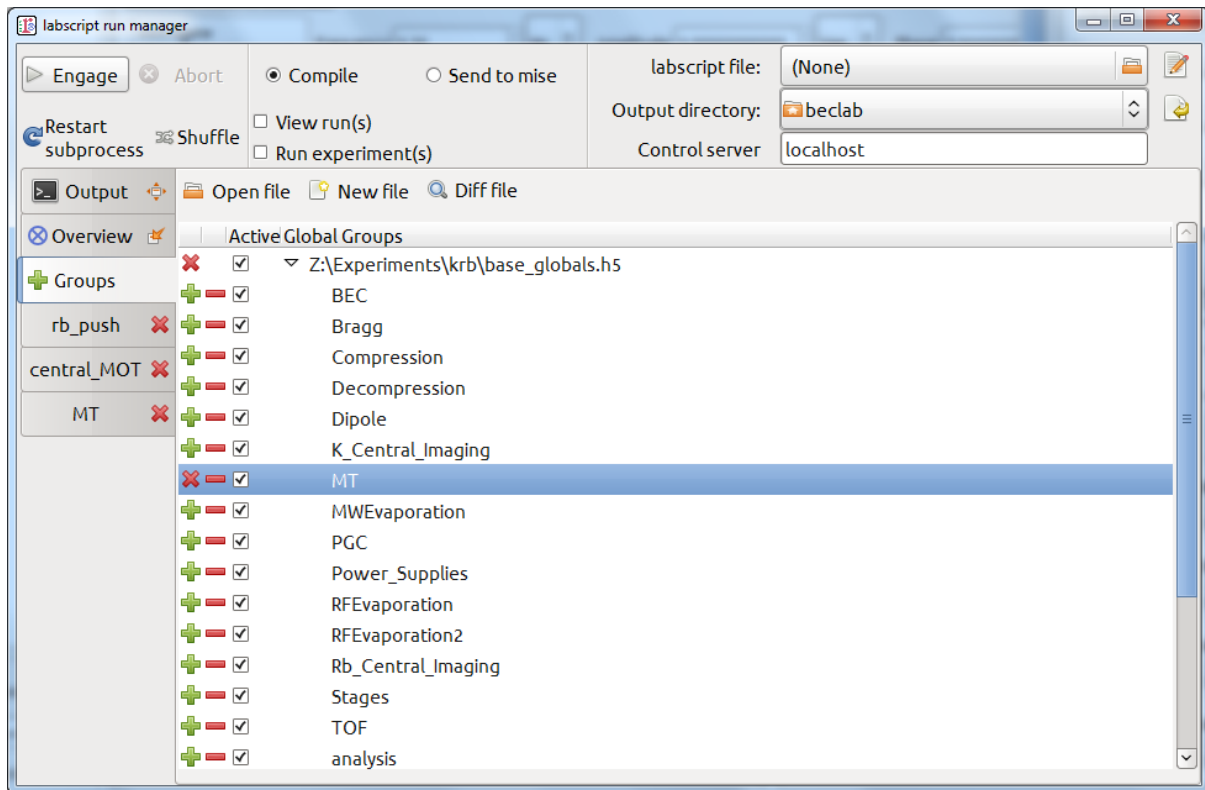 labscript run manager
Engage Abort Compile Send to mise
labscript file: (None)
Output directory: beclab
Restart subprocess Shuffle
View run(s)
Run experiment(s)
Control server localhost
Output
Overview
Groups
rb_push
central_MOT
MT
Open file New file Diff file
Active Global Groups
Z:\Experiments\krb\base_globals.h5
BEC
Bragg
Compression
Decompression
Dipole
K_Central_Imaging
MT
MWEvaporation
PGC
Power_Supplies
RFEvaporation
RFEvaporation2
Rb_Central_Imaging
Stages
TOF
analysis